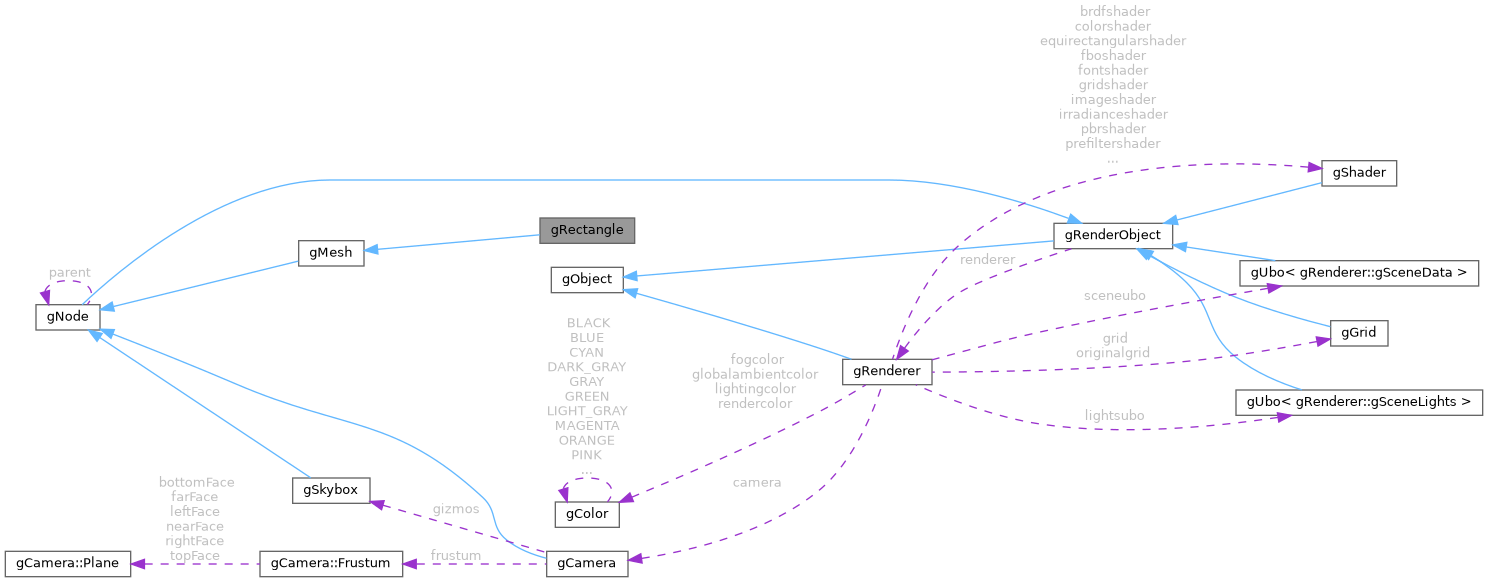 brdfshader
colorshader
equirectangularshader
fboshader
fontshader
gridshader
imageshader
irradianceshader
pbrshader
prefiltershader
...
gShader
gRectangle
gRenderObject
gMesh
renderer
gUbo< gRenderer::gSceneData >
parent
gObject
sceneubo
gNode
BLACK
BLUE
CYAN
DARK_GRAY
GRAY
GREEN
LIGHT_GRAY
MAGENTA
ORANGE
PINK
...
gGrid
grid
originalgrid
fogcolor
globalambientcolor
lightingcolor
rendercolor
gRenderer
gUbo< gRenderer::gSceneLights >
lightsubo
camera
gSkybox
bottomFace
farFace
leftFace
nearFace
rightFace
topFace
gizmos
gColor
frustum
gCamera::Plane
gCamera::Frustum
gCamera